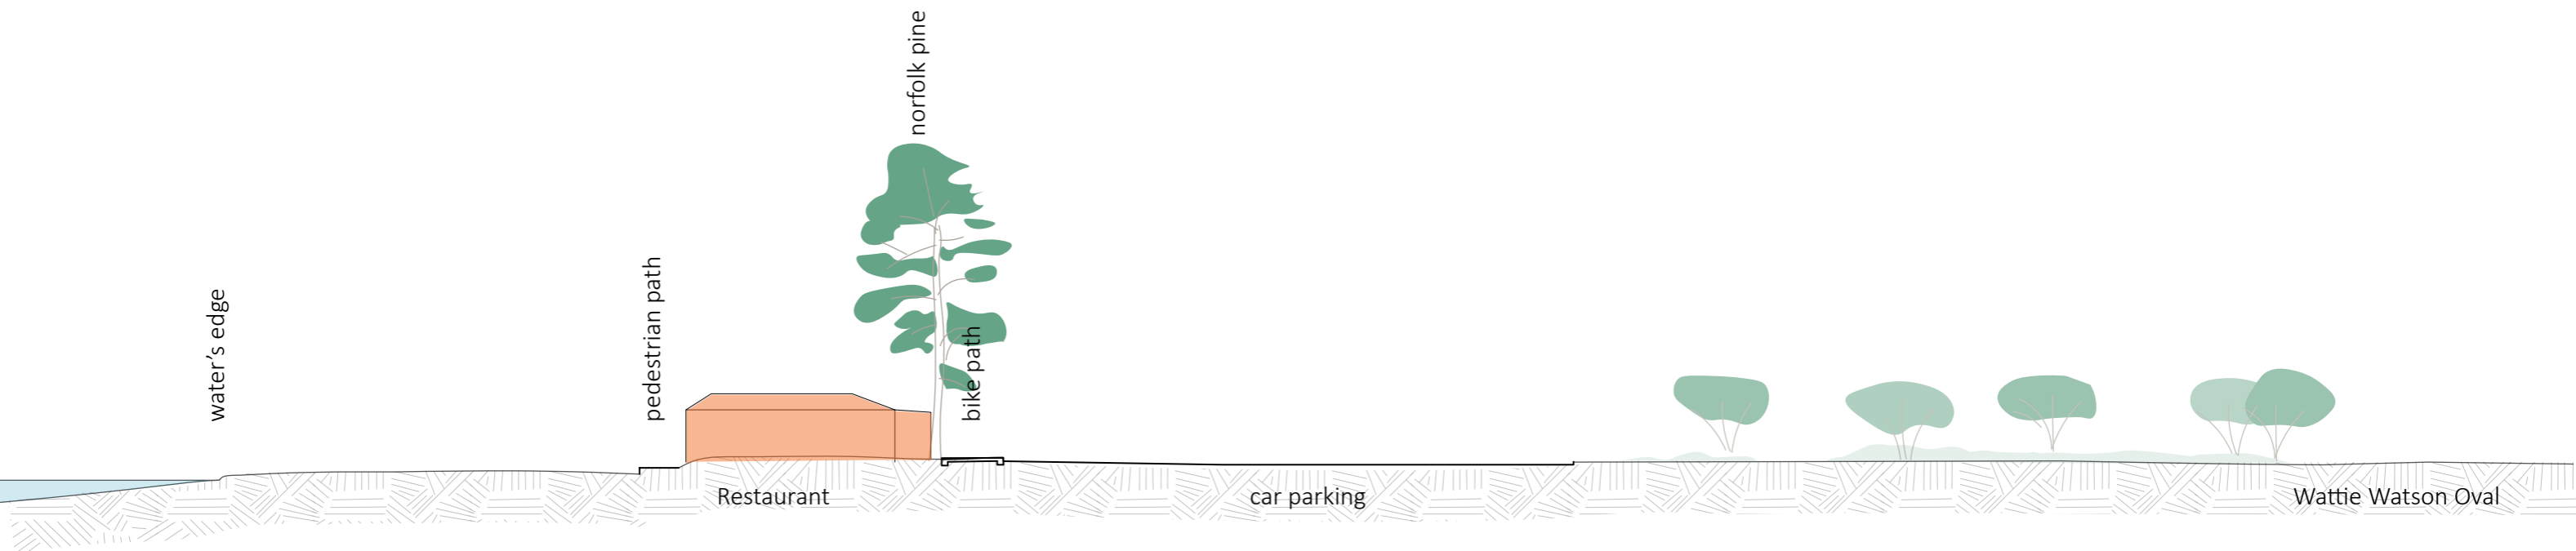 water’s edge
pedestrian path
norfolk pine
bike path
Restaurant
car parking
Wattie Watson Oval